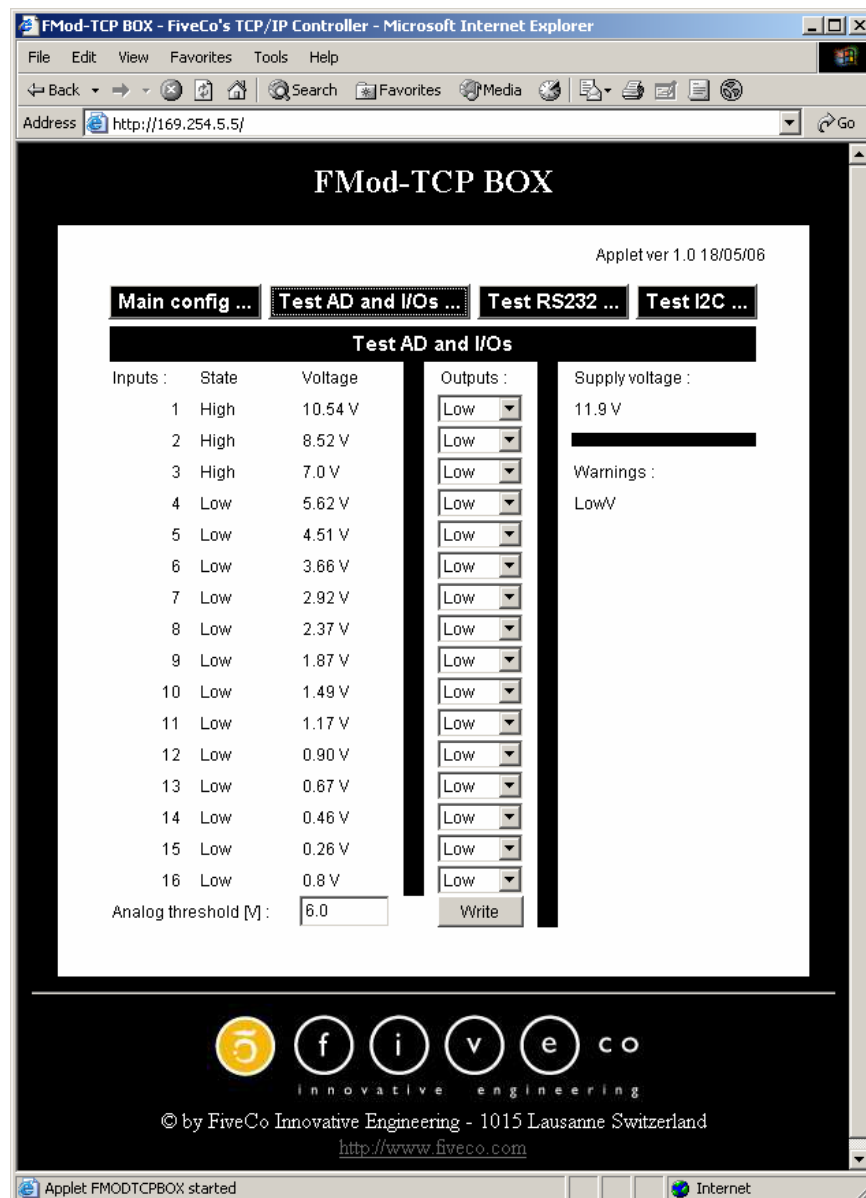 FMod-TCP BOX - FiveCo's TCP/IP Controller - Microsoft Internet Explorer
File Edit View Favorites Tools Help
Back Search Favorites Media
Address http://169.254.5.5/ Go
FMod-TCP BOX
Applet ver 1.0 18/05/06
Main config ... Test AD and I/Os ... Test RS232 ... Test I2C ...
Test AD and I/Os
Inputs : State Voltage Outputs : Supply voltage :
1 High 10.54 V Low 11.9 V
2 High 8.52 V Low
3 High 7.0 V Low Warnings :
4 Low 5.62 V Low LowV
5 Low 4.51 V Low
6 Low 3.66 V Low
7 Low 2.92 V Low
8 Low 2.37 V Low
9 Low 1.87 V Low
10 Low 1.49 V Low
11 Low 1.17 V Low
12 Low 0.90 V Low
13 Low 0.67 V Low
14 Low 0.46 V Low
15 Low 0.26 V Low
16 Low 0.8 V Low
Analog threshold [V] : 6.0 Write
5 f i v e c o
innovative engineering
© by FiveCo Innovative Engineering - 1015 Lausanne Switzerland
http://www.fiveco.com
Applet FMODTCPBOX started Internet